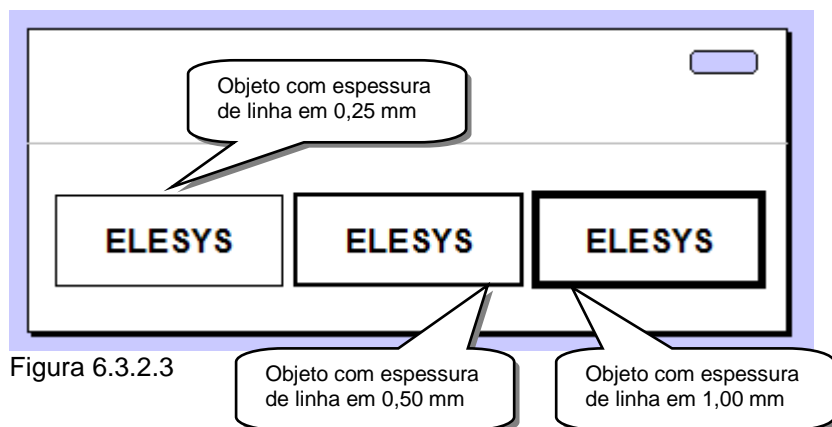 Objeto com espessura
de linha em 0,25 mm
ELESYS
ELESYS
ELESYS
Figura 6.3.2.3
Objeto com espessura
de linha em 0,50 mm
Objeto com espessura
de linha em 1,00 mm